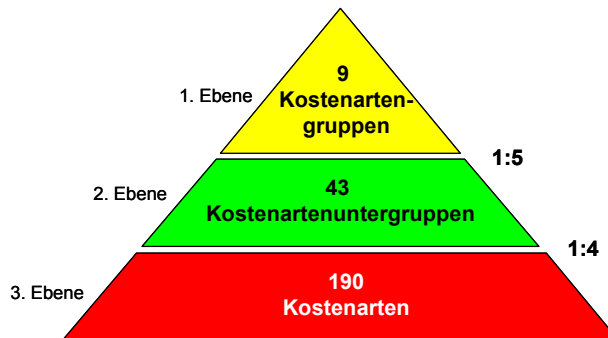 9
Kostenarten-
gruppen
1. Ebene
1:5
43
Kostenartenuntergruppen
2. Ebene
1:4
190
Kostenarten
3. Ebene